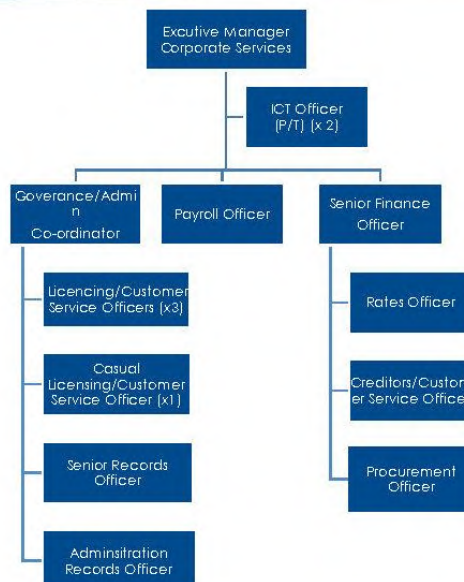 Excutive Manager
Corporate Services
ICT Officer
(P/T) (x 2)
Goverance/Admi
n
Co-ordinator
Payroll Officer
Senior Finance
Officer
Licencing/Customer
Service Officers (x3)
Rates Officer
Casual
Licensing/Customer
Service Officer (x1)
Creditors/Custom
er Service Officer
Senior Records
Officer
Procurement
Officer
Adminsitration
Records Officer